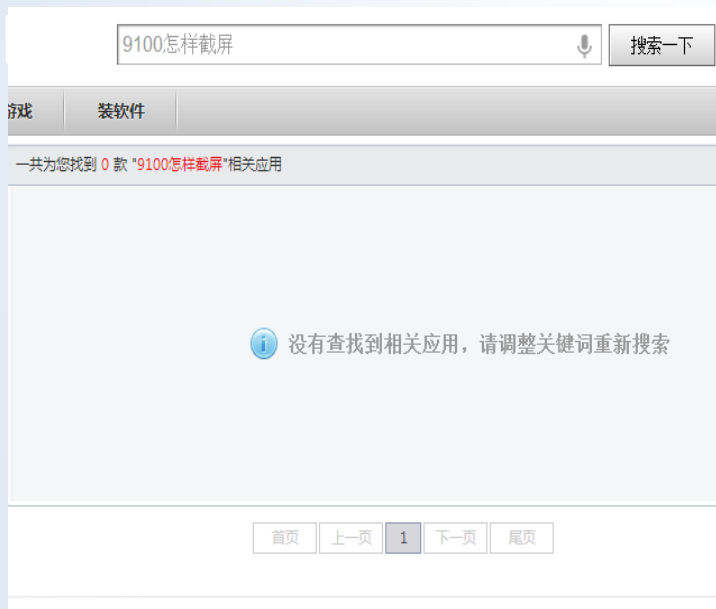 9100怎样截屏
搜索一下
游戏 装软件
一共为您找到 0 款 "9100怎样截屏"相关应用
没有查找到相关应用，请调整关键词重新搜索
首页 上一页 1 下一页 尾页